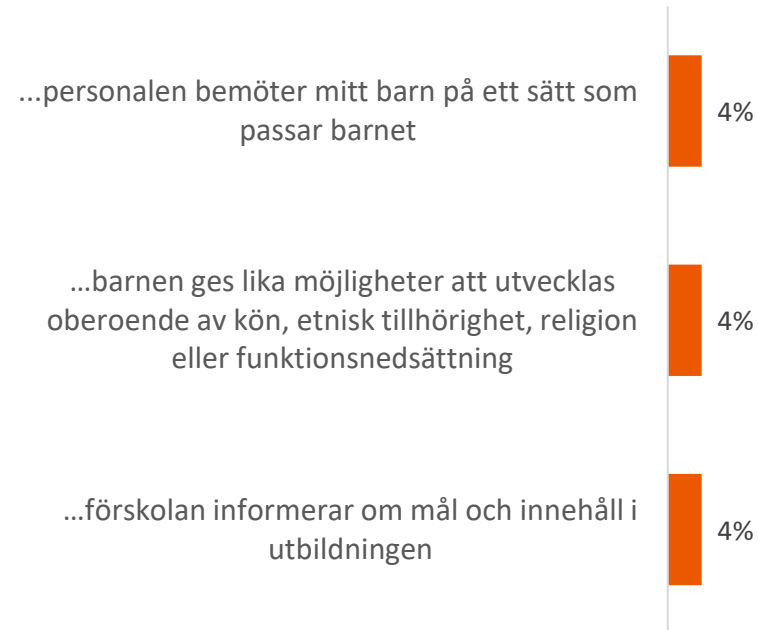 ...personalen bemöter mitt barn på ett sätt som
passar barnet
4%
...barnen ges lika möjligheter att utvecklas
oberoende av kön, etnisk tillhörighet, religion
eller funktionsnedsättning
4%
...förskolan informerar om mål och innehåll i
utbildningen
4%